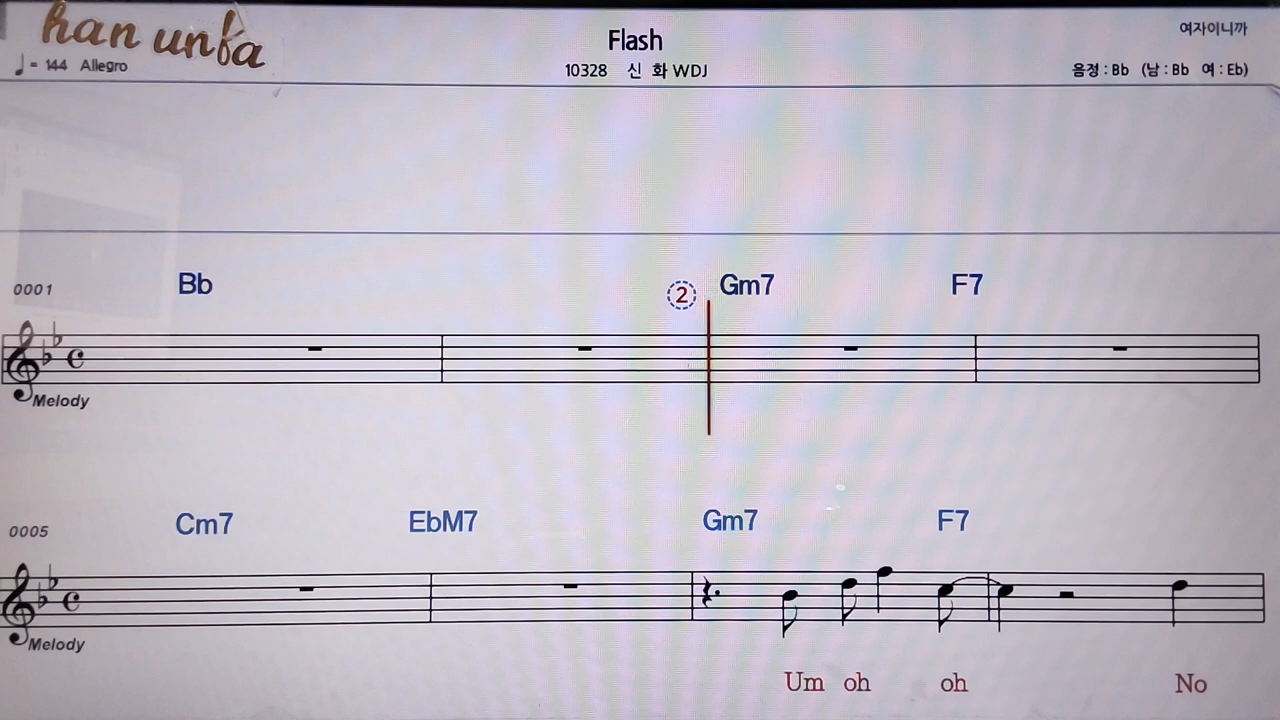 han unfa
Flash
여자이니까
♩= 144 Allegro
10328 신 화 WDJ
음정 : Bb (남 : Bb 여 : Eb)
0001 Bb ② Gm7 F7
Melody
0005 Cm7 EbM7 Gm7 F7
Melody
Um oh oh No